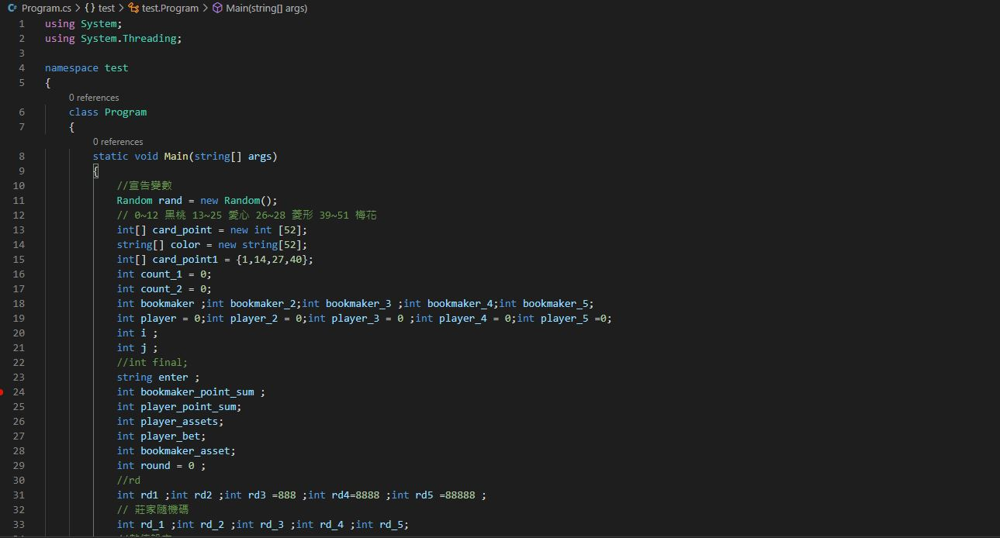 Program.cs > {} test > test.Program > Main(string[] args)
1 using System;
2 using System.Threading;
3
4 namespace test
5 {
0 references
6 class Program
7 {
0 references
8 static void Main(string[] args)
9 {
10 //宣告變數
11 Random rand = new Random();
12 // 0~12 黑桃 13~25 愛心 26~28 菱形 39~51 梅花
13 int[] card_point = new int [52];
14 string[] color = new string[52];
15 int[] card_point1 = {1,14,27,40};
16 int count_1 = 0;
17 int count_2 = 0;
18 int bookmaker ;int bookmaker_2;int bookmaker_3 ;int bookmaker_4;int bookmaker_5;
19 int player = 0;int player_2 = 0;int player_3 = 0 ;int player_4 = 0;int player_5 =0;
20 int i ;
21 int j ;
22 //int final;
23 string enter ;
24 int bookmaker_point_sum ;
25 int player_point_sum;
26 int player_assets;
27 int player_bet;
28 int bookmaker_asset;
29 int round = 0 ;
30 //rd
31 int rd1 ;int rd2 ;int rd3 =888 ;int rd4=8888 ;int rd5 =88888 ;
32 // 莊家隨機碼
33 int rd_1 ;int rd_2 ;int rd_3 ;int rd_4 ;int rd_5;